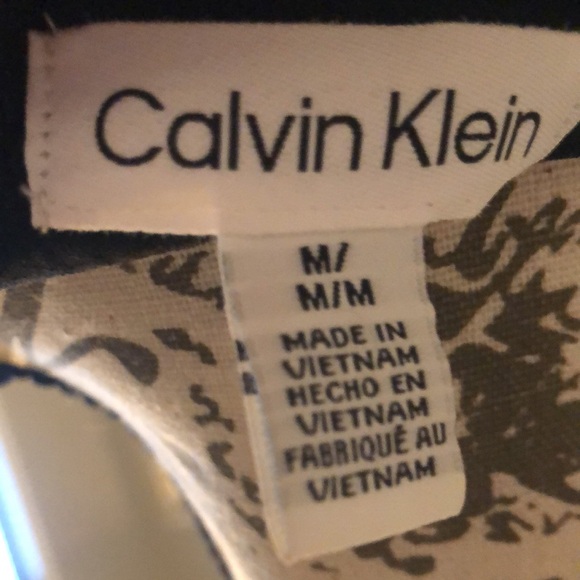 Calvin Klein
M/
M/M
MADE IN
VIETNAM
HECHO EN
VIETNAM
FABRIQUÉ AU
VIETNAM